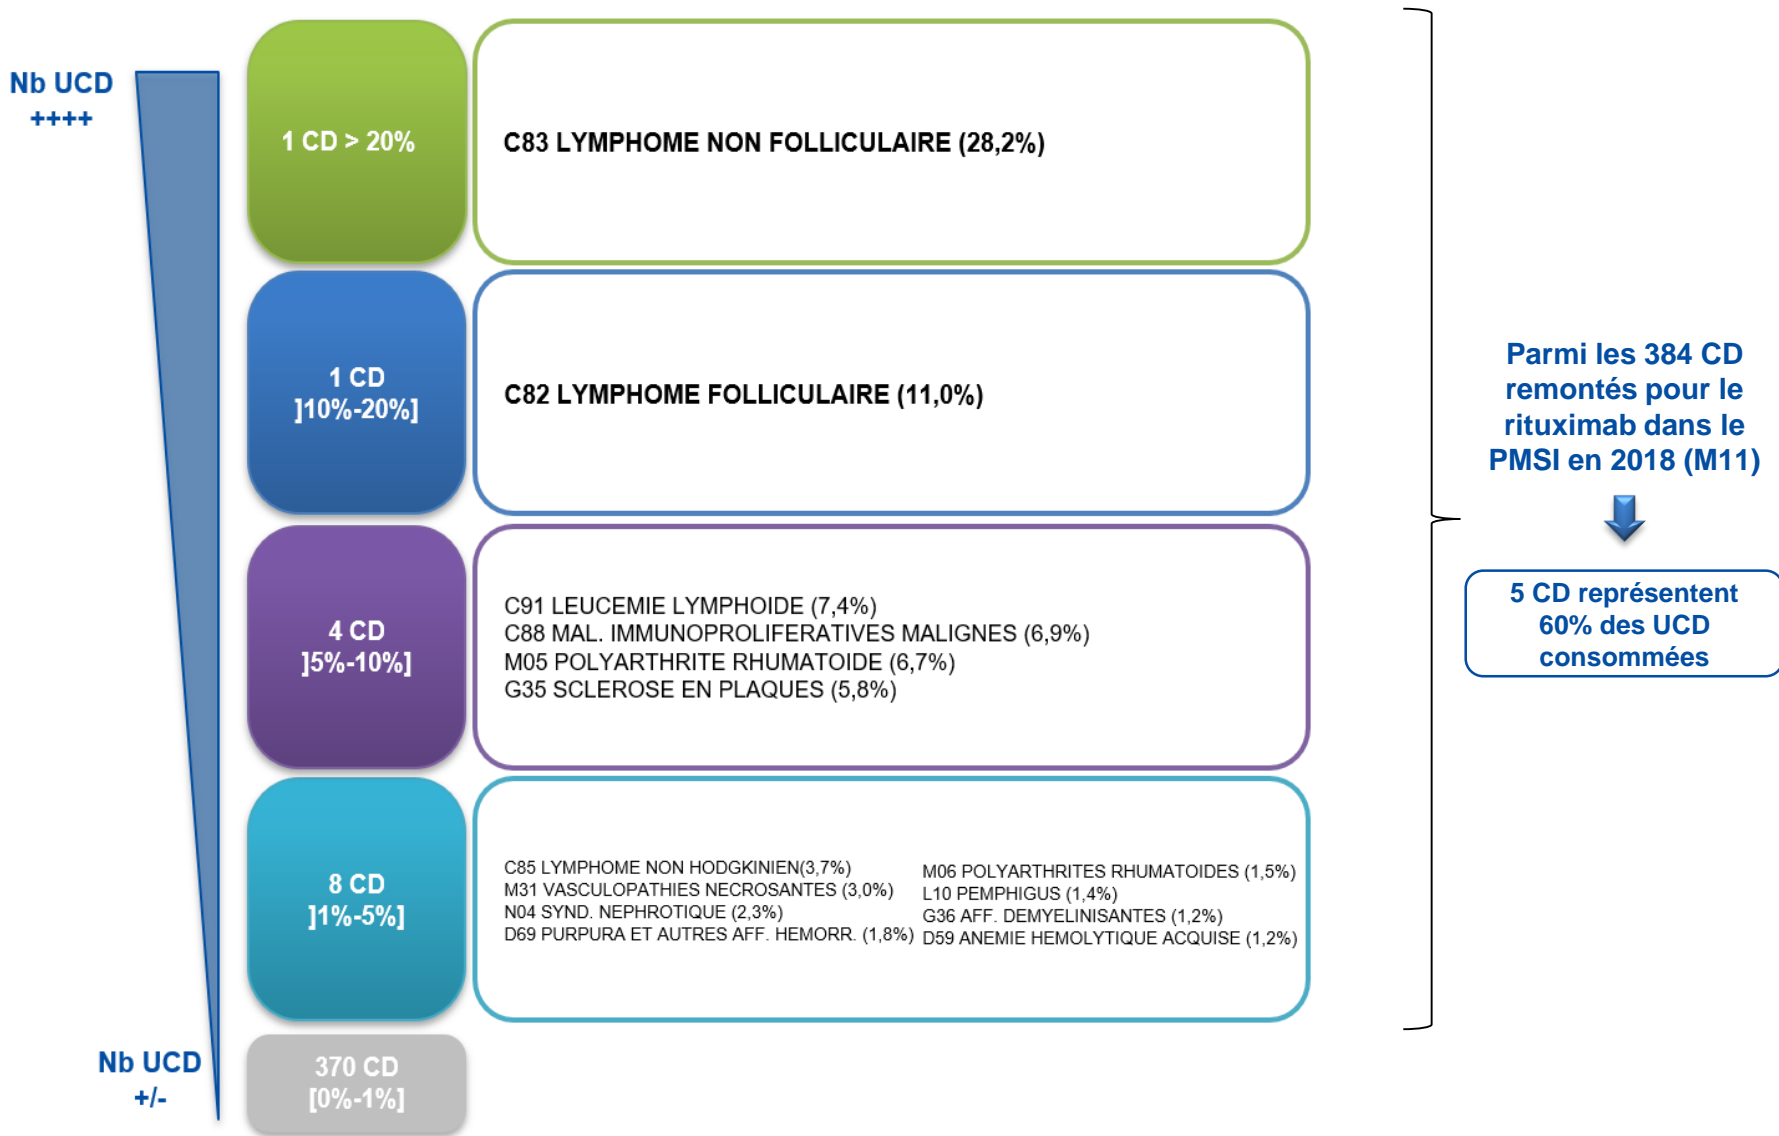 Nb UCD
++++
1 CD > 20%
C83 LYMPHOME NON FOLLICULAIRE (28,2%)
1 CD
]10%-20%]
C82 LYMPHOME FOLLICULAIRE (11,0%)
4 CD
]5%-10%]
C91 LEUCEMIE LYMPHOIDE (7,4%)
C88 MAL. IMMUNOPROLIFERATIVES MALIGNES (6,9%)
M05 POLYARTHRITE RHUMATOIDE (6,7%)
G35 SCLEROSE EN PLAQUES (5,8%)
8 CD
]1%-5%]
C85 LYMPHOME NON HODGKINIEN(3,7%)
M31 VASCULOPATHIES NECROSANTES (3,0%)
N04 SYND. NEPHROTIQUE (2,3%)
D69 PURPURA ET AUTRES AFF. HEMORR. (1,8%)
M06 POLYARTHRITES RHUMATOIDES (1,5%)
L10 PEMPHIGUS (1,4%)
G36 AFF. DEMYELINISANTES (1,2%)
D59 ANEMIE HEMOLYTIQUE ACQUISE (1,2%)
Nb UCD
+/-
370 CD
[0%-1%]
Parmi les 384 CD
remontés pour le
rituximab dans le
PMSI en 2018 (M11)
5 CD représentent
60% des UCD
consommées